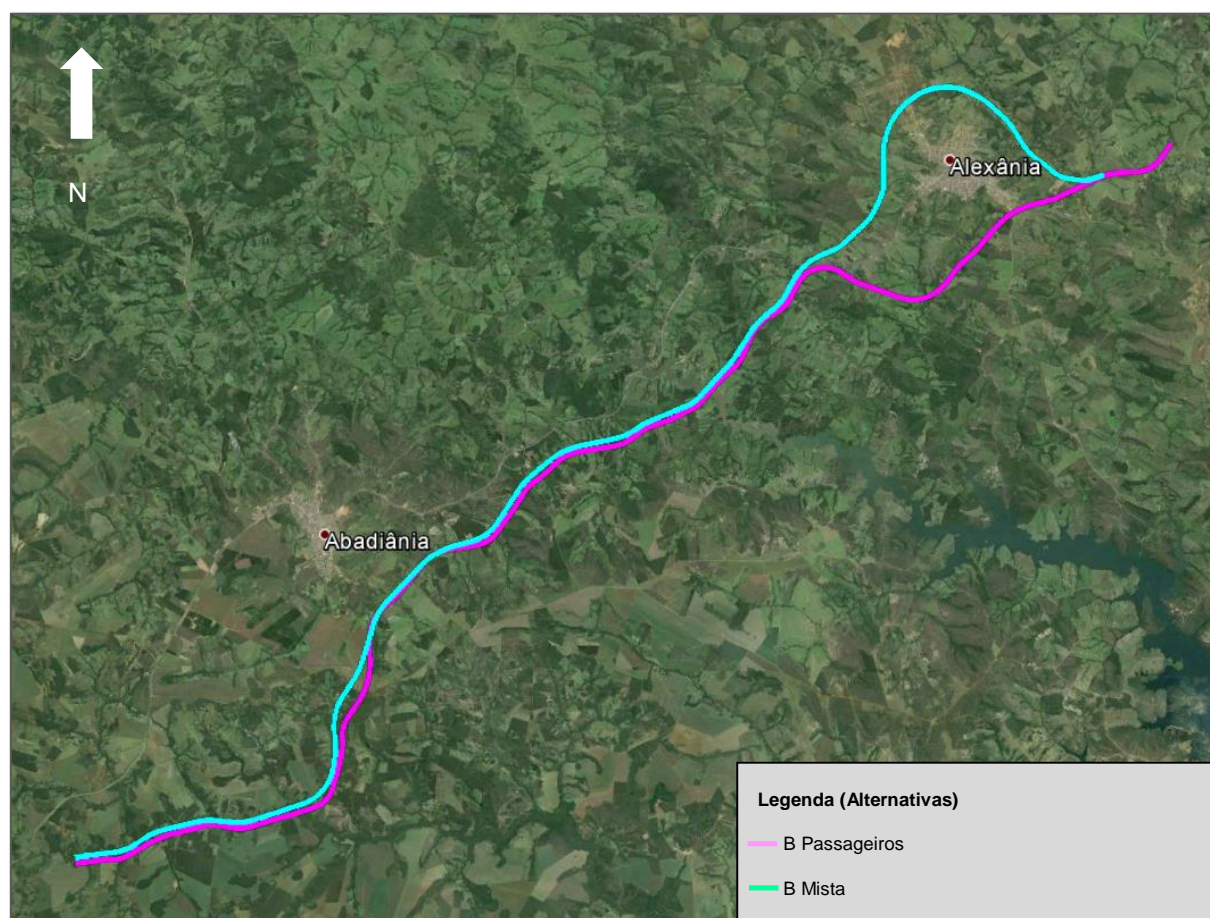 N
Alexânia
Abadiânia
Legenda (Alternativas)
B Passageiros
B Mista